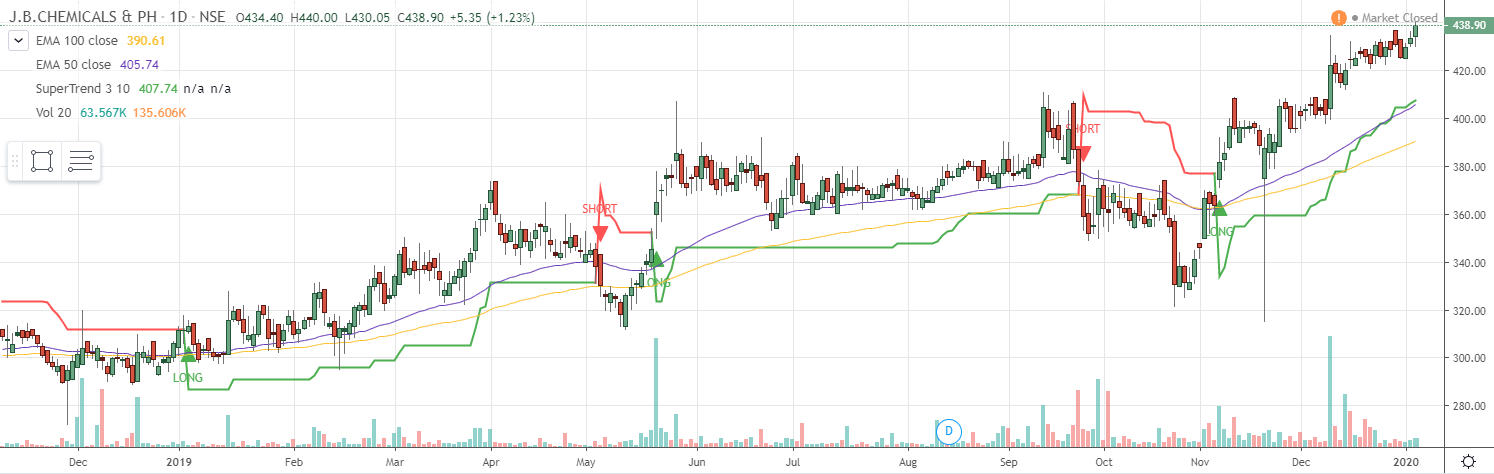 J.B.CHEMICALS & PH · 1D · NSE O434.40 H440.00 L430.05 C438.90 +5.35 (+1.23%)
! Market Closed
438.90
EMA 100 close 390.61
EMA 50 close 405.74
SuperTrend 3 10 407.74 n/a n/a
Vol 20 63.567K 135.606K
420.00
400.00
SHORT
380.00
360.00
SHORT
LONG
340.00
LONG
320.00
300.00
LONG
280.00
D
Dec 2019 Feb Mar Apr May Jun Jul Aug Sep Oct Nov Dec 2020